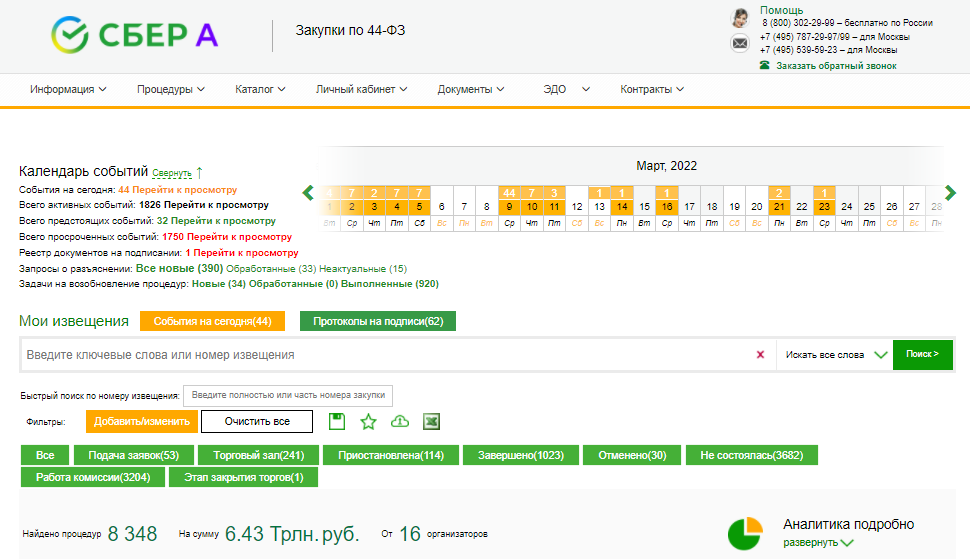 СБЕР А
Закупки по 44-ФЗ
Помощь
8 (800) 302-29-99 – бесплатно по России
+7 (495) 787-29-97/99 – для Москвы
+7 (495) 539-59-23 – для Москвы
Заказать обратный звонок
Информация Процедуры Каталог Личный кабинет Документы ЭДО Контракты
Календарь событий Свернуть ↑
События на сегодня: 44 Перейти к просмотру
Всего активных событий: 1826 Перейти к просмотру
Всего предстоящих событий: 32 Перейти к просмотру
Всего просроченных событий: 1750 Перейти к просмотру
Реестр документов на подписании: 1 Перейти к просмотру
Запросы о разъяснении: Все новые (390) Обработанные (33) Неактуальные (15)
Задачи на возобновление процедур: Новые (34) Обработанные (0) Выполненные (920)
Март, 2022
4 7 2 7 7 44 7 3 1 1 1 2 1
1 2 3 4 5 6 7 8 9 10 11 12 13 14 15 16 17 18 19 20 21 22 23 24 25 26 27 28
Вт Ср Чт Пт Сб Вс Пн Вт Ср Чт Пт Сб Вс Пн Вт Ср Чт Пт Сб Вс Пн Вт Ср Чт Пт Сб Вс Пн
Мои извещения События на сегодня(44) Протоколы на подписи(62)
Введите ключевые слова или номер извещения × Искать все слова Поиск >
Быстрый поиск по номеру извещения: Введите полностью или часть номера закупки
Фильтры: Добавить/изменить Очистить все
Все Подача заявок(53) Торговый зал(241) Приостановлена(114) Завершено(1023) Отменено(30) Не состоялась(3682)
Работа комиссии(3204) Этап закрытия торгов(1)
Найдено процедур 8 348 На сумму 6.43 Трлн.руб. От 16 организаторов
Аналитика подробно
развернуть